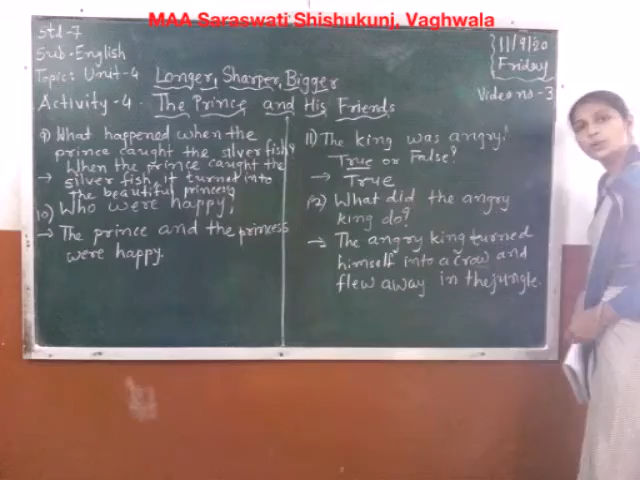 MAA Saraswati Shishukunj, Vaghwala
Std-7
Sub-English
Topic: Unit-4 Longer, Sharper, Bigger
Activity-4. The Prince and His Friends
11/9/20
Friday
Video no-3
9) What happened when the
prince caught the silver fish?
→ When the prince caught the
silver fish, it turned into
the beautiful princess
10) Who were happy?
→ The prince and the princess
were happy.
11) The king was angry.
True or False?
→ True
12) What did the angry
king do?
→ The angry king turned
himself into a crow and
flew away in the jungle.